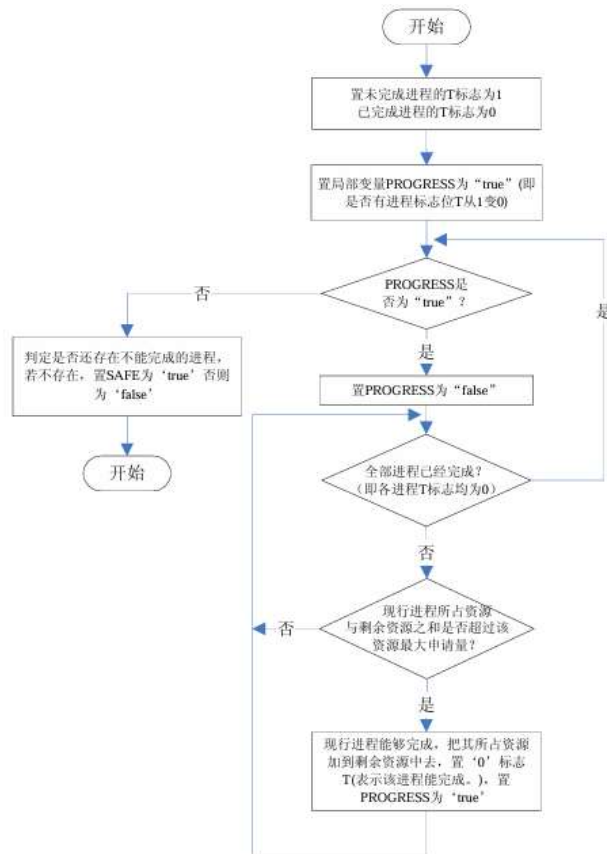 开始
置未完成进程的T标志为1
已完成进程的T标志为0
置局部变量PROGRESS为“true”(即
是否有进程标志位T从1变0)
PROGRESS是
否为“true”？
否
是
是
判定是否还存在不能完成的进程，
若不存在，置SAFE为‘true’否则
为‘false’
置PROGRESS为“false”
开始
全部进程已经完成？
（即各进程T标志均为0）
否
现行进程所占资源
与剩余资源之和是否超过该
资源最大申请量？
否
是
现行进程能够完成，把其所占资源
加到剩余资源中去，置‘0’标志
T(表示该进程能完成。)，置
PROGRESS为‘true’